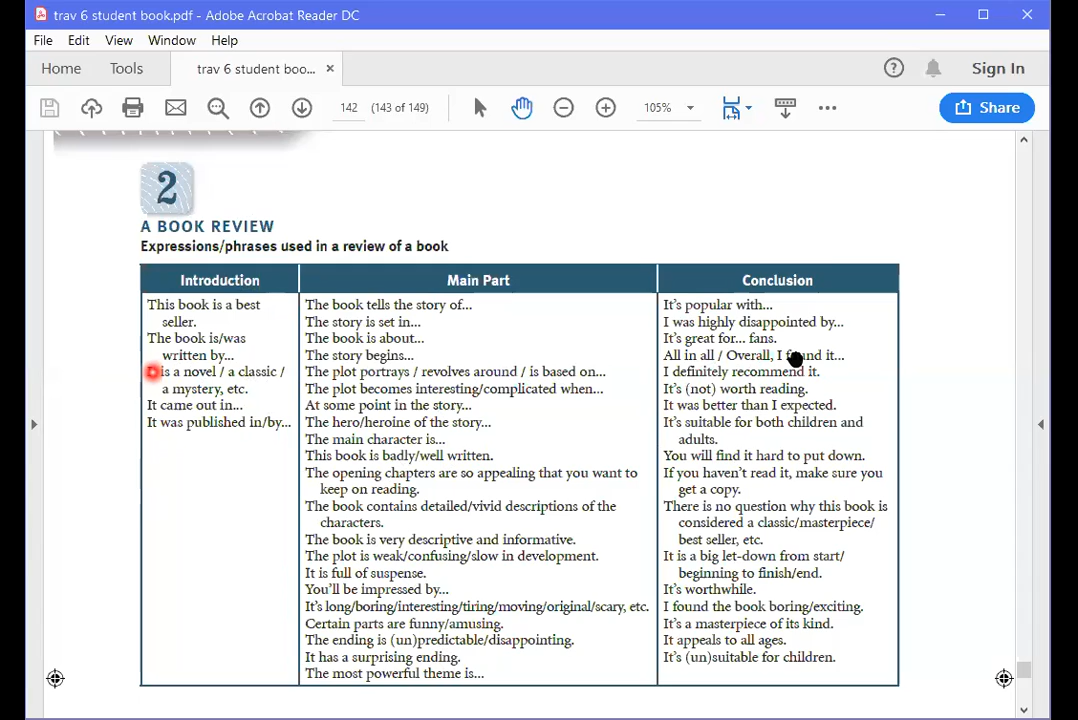 trav 6 student book.pdf - Adobe Acrobat Reader DC
File Edit View Window Help
Home Tools trav 6 student boo... × Sign In
142 (143 of 149) 105% Share
2
A BOOK REVIEW
Expressions/phrases used in a review of a book
Introduction
This book is a best
seller.
The book is/was
written by...
is a novel / a classic /
a mystery, etc.
It came out in...
It was published in/by...
Main Part
The book tells the story of...
The story is set in...
The book is about...
The story begins...
The plot portrays / revolves around / is based on...
The plot becomes interesting/complicated when...
At some point in the story...
The hero/heroine of the story...
The main character is...
This book is badly/well written.
The opening chapters are so appealing that you want to
keep on reading.
The book contains detailed/vivid descriptions of the
characters.
The book is very descriptive and informative.
The plot is weak/confusing/slow in development.
It is full of suspense.
You'll be impressed by...
It's long/boring/interesting/tiring/moving/original/scary, etc.
Certain parts are funny/amusing.
The ending is (un)predictable/disappointing.
It has a surprising ending.
The most powerful theme is...
Conclusion
It's popular with...
I was highly disappointed by...
It's great for... fans.
All in all / Overall, I found it...
I definitely recommend it.
It's (not) worth reading.
It was better than I expected.
It's suitable for both children and
adults.
You will find it hard to put down.
If you haven't read it, make sure you
get a copy.
There is no question why this book is
considered a classic/masterpiece/
best seller, etc.
It is a big let-down from start/
beginning to finish/end.
It's worthwhile.
I found the book boring/exciting.
It's a masterpiece of its kind.
It appeals to all ages.
It's (un)suitable for children.